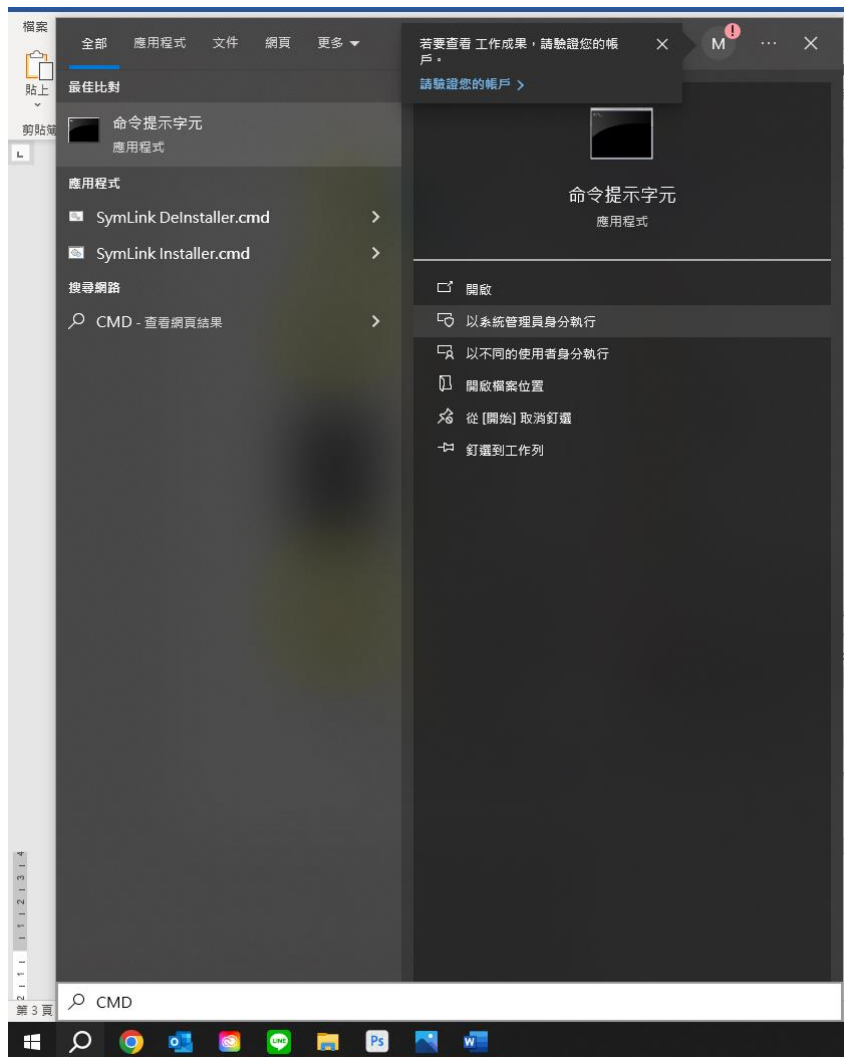 檔案
貼上
剪貼簿
全部 應用程式 文件 網頁 更多
若要查看 工作成果，請驗證您的帳
戶。
請驗證您的帳戶
M
最佳比對
命令提示字元
應用程式
應用程式
SymLink DeInstaller.cmd
SymLink Installer.cmd
搜尋網路
CMD - 查看網頁結果
命令提示字元
應用程式
開啟
以系統管理員身分執行
以不同的使用者身分執行
開啟檔案位置
從 [開始] 取消釘選
釘選到工作列
4 3 2 1 1 2
第 3 頁
CMD
LINE
Ps